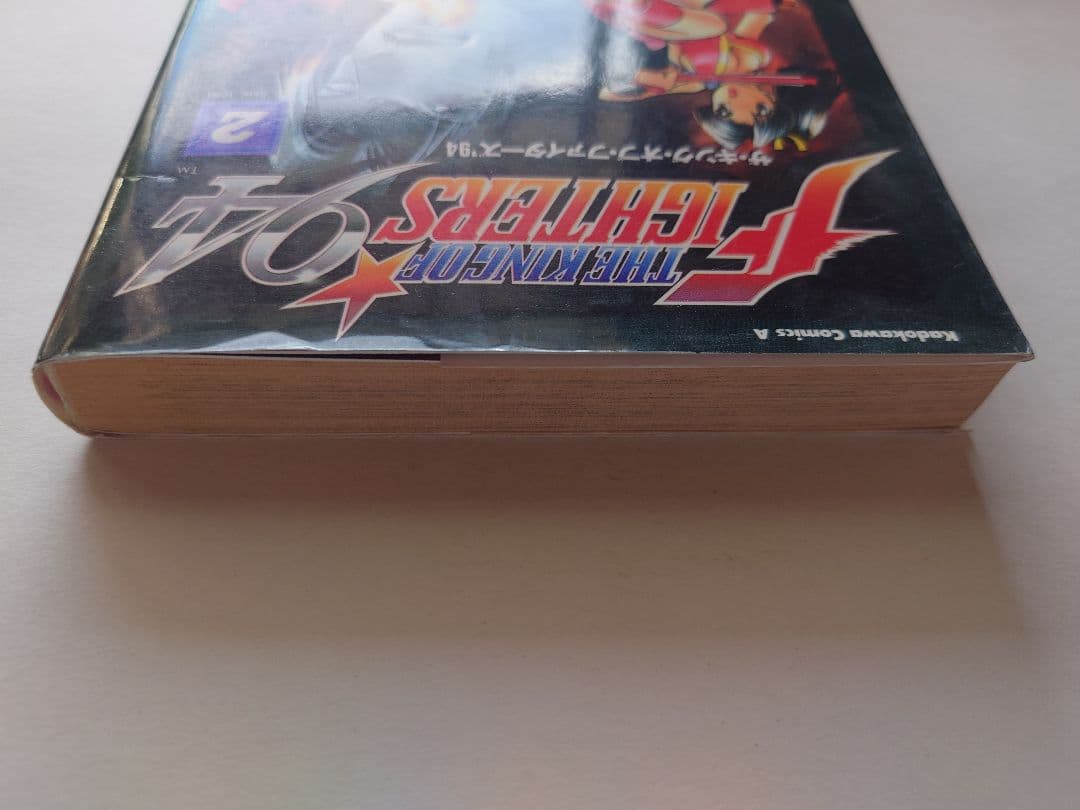 Kadokawa Comics A
THE KING OF
FIGHTERS '94
ザ・キング・オブ・ファイターズ'94
TM
2